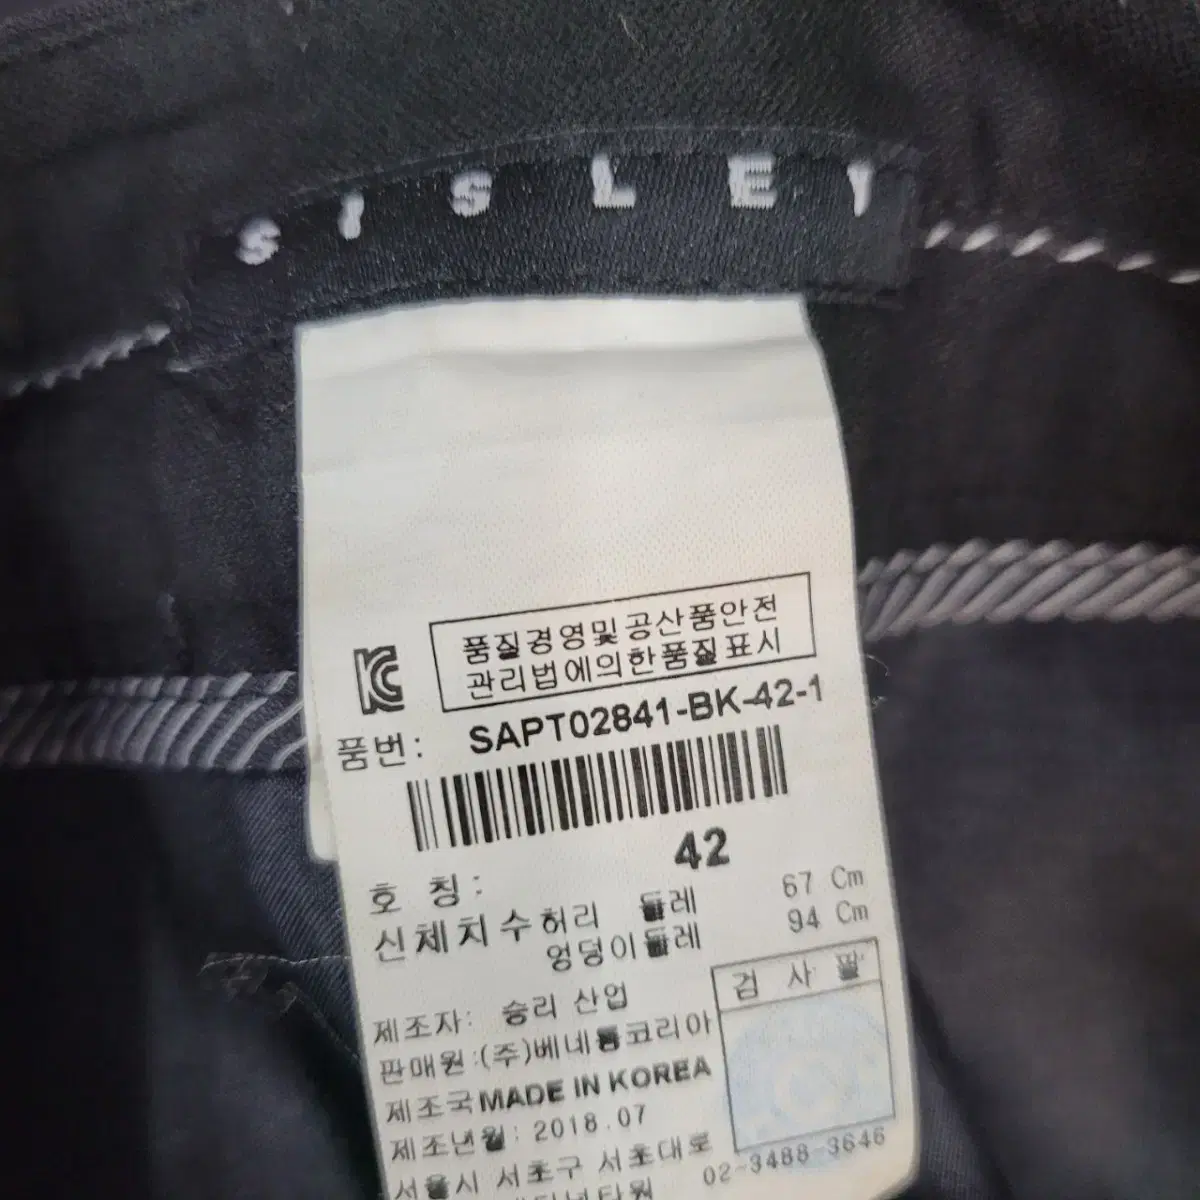 SISLEY
품질경영및공산품안전
관리법에의한품질표시
품번: SAPT02841-BK-42-1
42
호 칭:
신체치수허리 둘레 67 Cm
엉덩이둘레 94 Cm
검 사 필
제조자: 승리 산업
판매원:(주)베네통코리아
제조국MADE IN KOREA
제조년월: 2018.07
서울시 서초구 서초대로
02-3488-3646